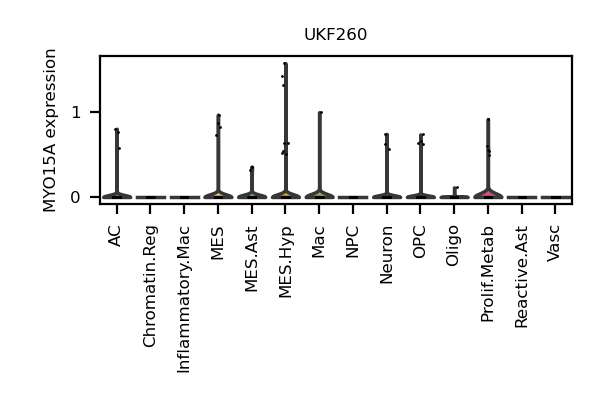 UKF260
MYO15A expression
1
0
AC
Chromatin.Reg
Inflammatory.Mac
MES
MES.Ast
MES.Hyp
Mac
NPC
Neuron
OPC
Oligo
Prolif.Metab
Reactive.Ast
Vasc